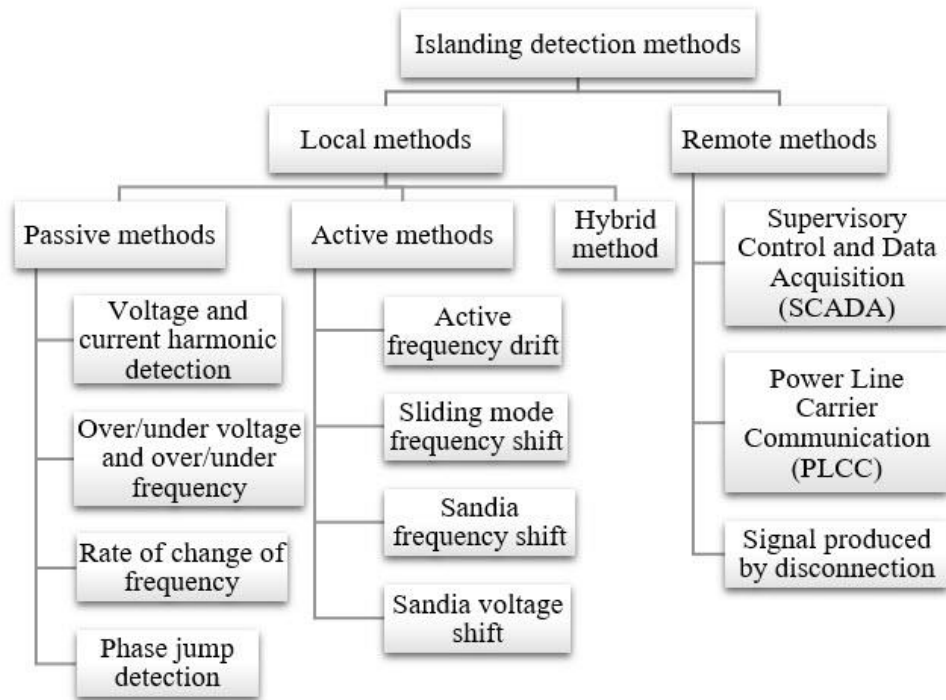 Islanding detection methods
Local methods
Remote methods
Passive methods
Active methods
Hybrid
method
Voltage and
current harmonic
detection
Over/under voltage
and over/under
frequency
Rate of change of
frequency
Phase jump
detection
Active
frequency drift
Sliding mode
frequency shift
Sandia
frequency shift
Sandia voltage
shift
Supervisory
Control and Data
Acquisition
(SCADA)
Power Line
Carrier
Communication
(PLCC)
Signal produced
by disconnection